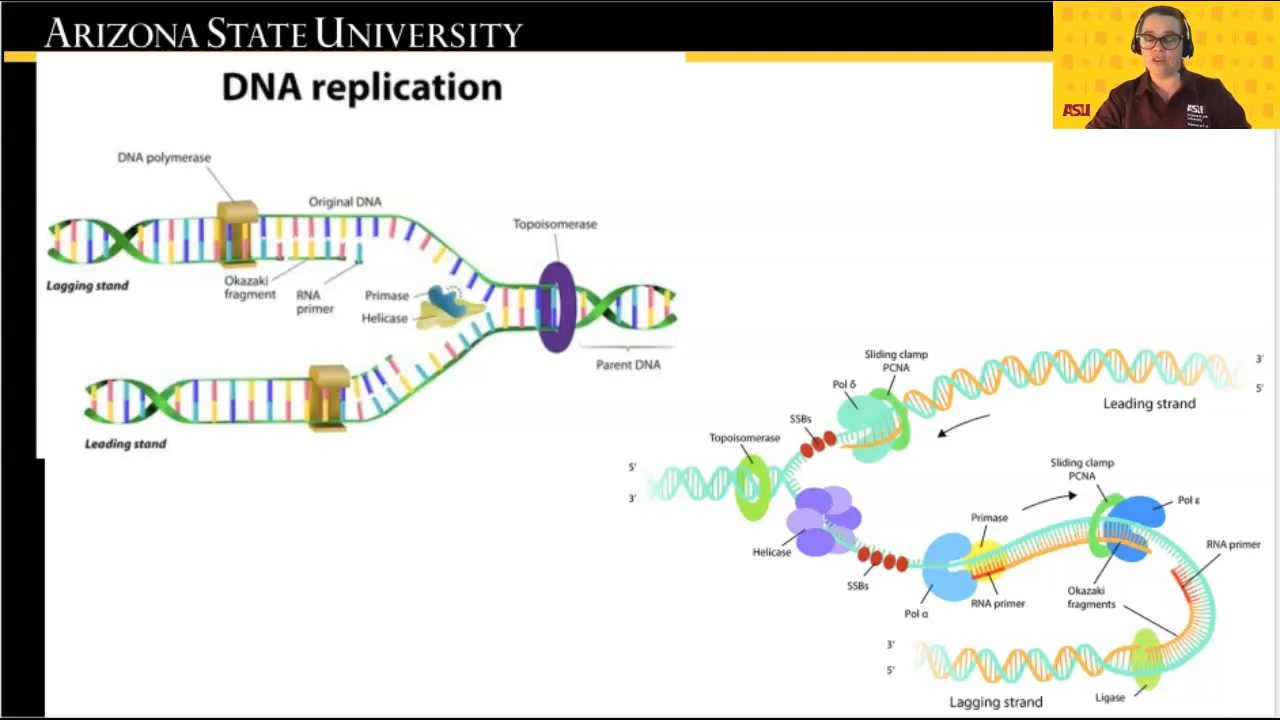 ARIZONA STATE UNIVERSITY
ASU
ASU
DNA replication
DNA polymerase
Original DNA
Topoisomerase
Lagging stand
Okazaki
fragment
RNA
primer
Primase
Helicase
Parent DNA
Leading stand
Sliding clamp
PCNA
Pol δ
SSBs
Topoisomerase
3'
5'
Leading strand
5'
3'
Helicase
SSBs
Pol α
Primase
RNA primer
Sliding clamp
PCNA
Pol ε
RNA primer
Okazaki
fragments
3'
5'
Lagging strand
Ligase